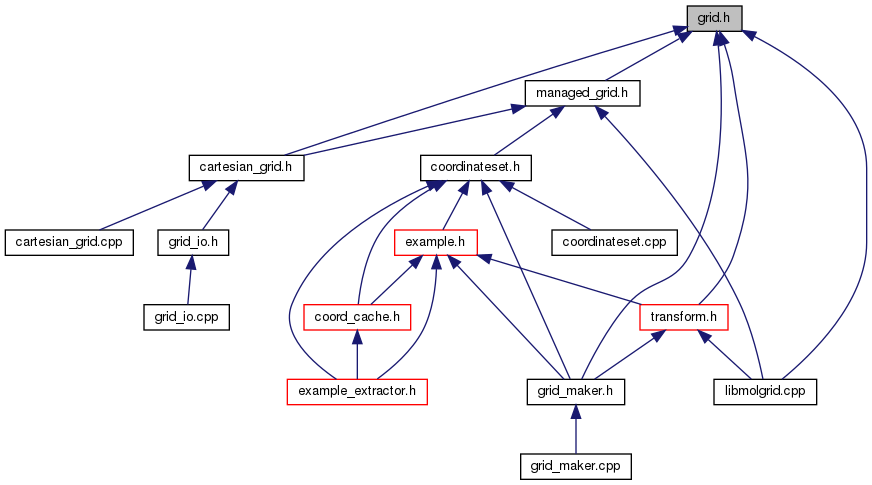 grid.h
managed_grid.h
cartesian_grid.h
coordinateset.h
cartesian_grid.cpp
grid_io.h
example.h
coordinateset.cpp
grid_io.cpp
coord_cache.h
transform.h
example_extractor.h
grid_maker.h
libmolgrid.cpp
grid_maker.cpp